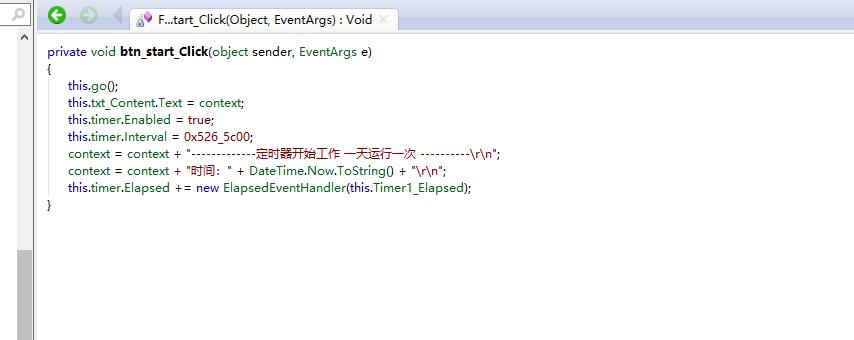 F...tart_Click(Object, EventArgs) : Void
private void btn_start_Click(object sender, EventArgs e)
{
this.go();
this.txt_Content.Text = context;
this.timer.Enabled = true;
this.timer.Interval = 0x526_5c00;
context = context + "-------------定时器开始工作 一天运行一次 ----------\r\n";
context = context + "时间：" + DateTime.Now.ToString() + "\r\n";
this.timer.Elapsed += new ElapsedEventHandler(this.Timer1_Elapsed);
}